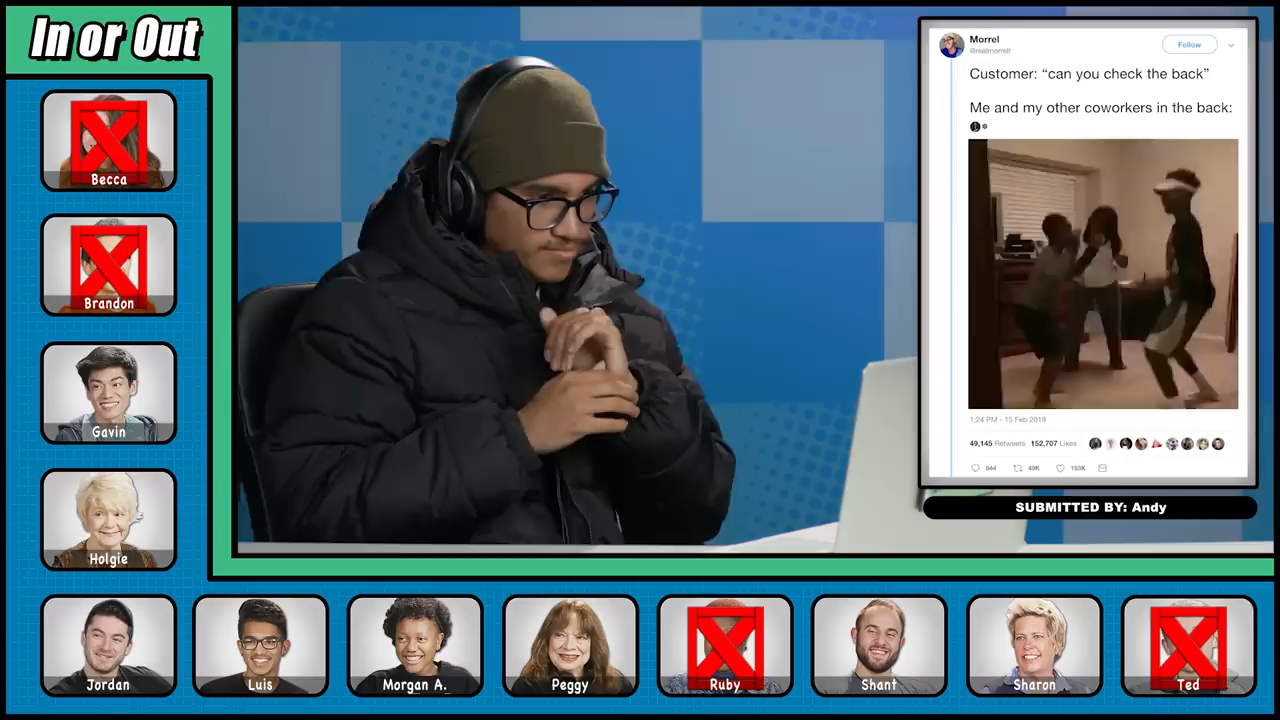 In or Out
Becca
Brandon
Gavin
Holgie
Jordan
Luis
Morgan A.
Peggy
Ruby
Shant
Sharon
Ted
Morrel
@realmorrelt
Follow
Customer: “can you check the back”
Me and my other coworkers in the back:
1:24 PM - 15 Feb 2019
49,145 Retweets 152,707 Likes
844 49K 153K
SUBMITTED BY: Andy